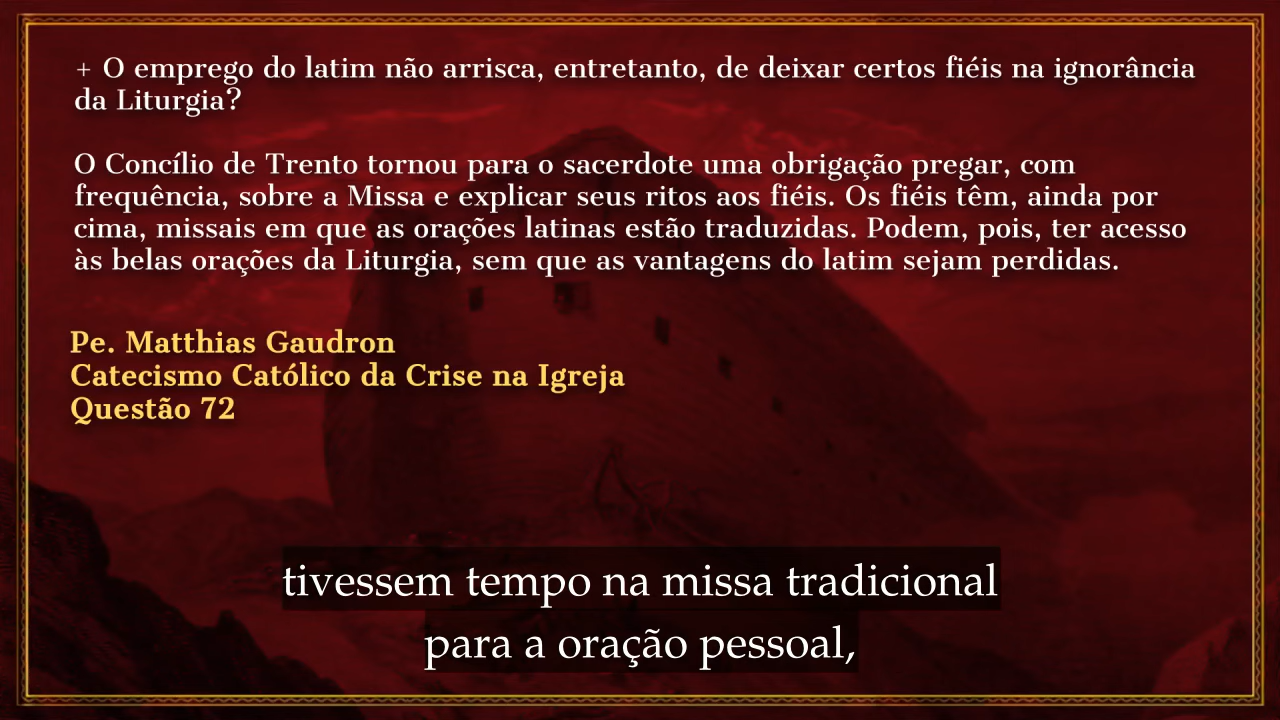 + O emprego do latim não arrisca, entretanto, de deixar certos fiéis na ignorância
da Liturgia?
O Concílio de Trento tornou para o sacerdote uma obrigação pregar, com
frequência, sobre a Missa e explicar seus ritos aos fiéis. Os fiéis têm, ainda por
cima, missais em que as orações latinas estão traduzidas. Podem, pois, ter acesso
às belas orações da Liturgia, sem que as vantagens do latim sejam perdidas.
Pe. Matthias Gaudron
Catecismo Católico da Crise na Igreja
Questão 72
tivessem tempo na missa tradicional
para a oração pessoal,